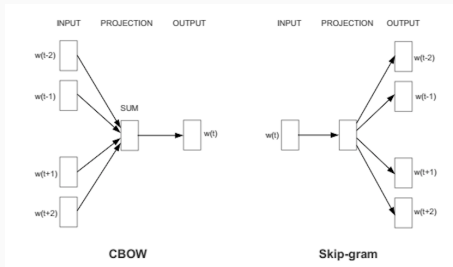 INPUT PROJECTION OUTPUT
w(t-2)
w(t-1)
SUM
w(t)
w(t+1)
w(t+2)
CBOW
INPUT PROJECTION OUTPUT
w(t-2)
w(t-1)
w(t)
w(t+1)
w(t+2)
Skip-gram